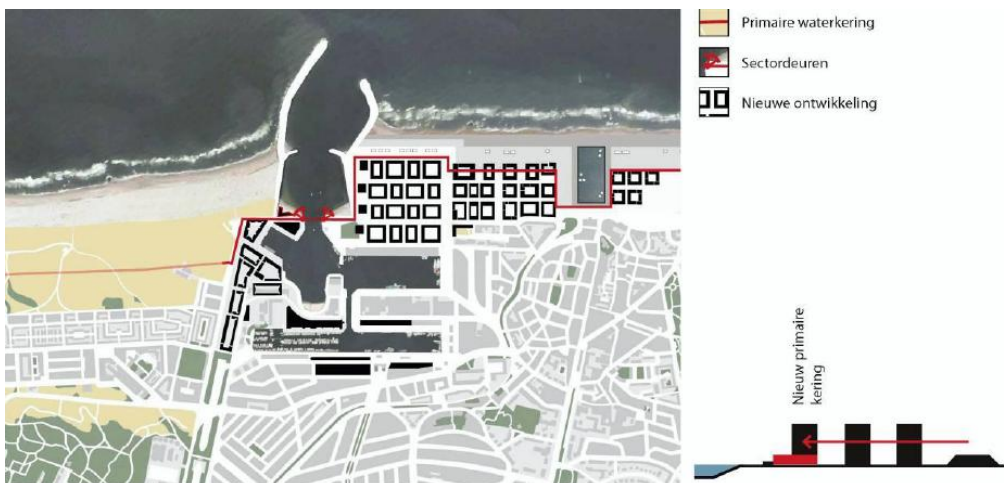 Primaire waterkering
Sectordeuren
Nieuwe ontwikkeling
Nieuw primaire
kering